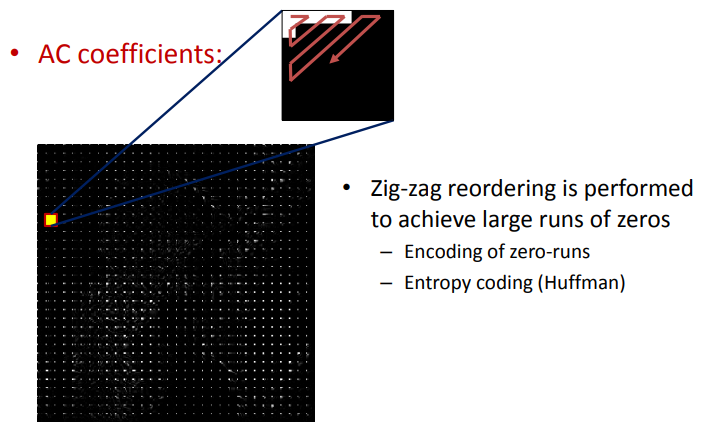 • AC coefficients:
• Zig-zag reordering is performed
to achieve large runs of zeros
– Encoding of zero-runs
– Entropy coding (Huffman)